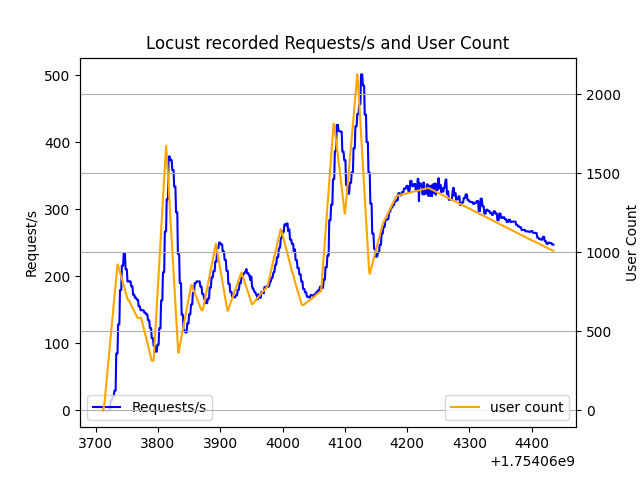 Locust recorded Requests/s and User Count
500
400
300
200
100
0
Request/s
2000
1500
1000
500
0
User Count
Requests/s
user count
3700 3800 3900 4000 4100 4200 4300 4400
+1.75406e9